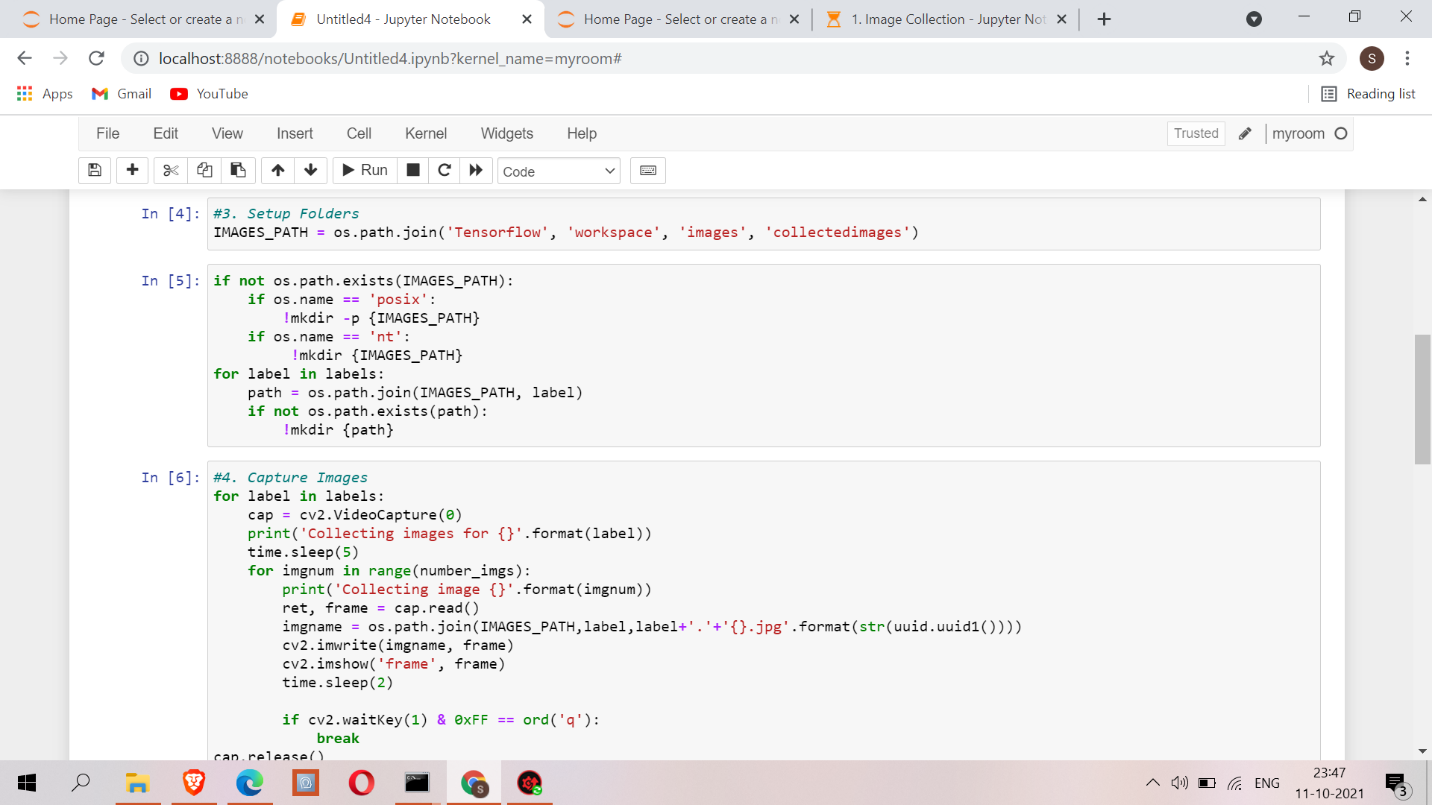 Home Page - Select or create a n
Untitled4 - Jupyter Notebook
Home Page - Select or create a n
1. Image Collection - Jupyter Not
localhost:8888/notebooks/Untitled4.ipynb?kernel_name=myroom#
S
Apps
Gmail
YouTube
Reading list
File
Edit
View
Insert
Cell
Kernel
Widgets
Help
Trusted
myroom
Run
Code
In [4]:
#3. Setup Folders
IMAGES_PATH = os.path.join('Tensorflow', 'workspace', 'images', 'collectedimages')
In [5]:
if not os.path.exists(IMAGES_PATH):
    if os.name == 'posix':
        !mkdir -p {IMAGES_PATH}
    if os.name == 'nt':
         !mkdir {IMAGES_PATH}
for label in labels:
    path = os.path.join(IMAGES_PATH, label)
    if not os.path.exists(path):
        !mkdir {path}
In [6]:
#4. Capture Images
for label in labels:
    cap = cv2.VideoCapture(0)
    print('Collecting images for {}'.format(label))
    time.sleep(5)
    for imgnum in range(number_imgs):
        print('Collecting image {}'.format(imgnum))
        ret, frame = cap.read()
        imgname = os.path.join(IMAGES_PATH,label,label+'.'+'{}.jpg'.format(str(uuid.uuid1())))
        cv2.imwrite(imgname, frame)
        cv2.imshow('frame', frame)
        time.sleep(2)
        if cv2.waitKey(1) & 0xFF == ord('q'):
            break
cap.release()
S
ENG
23:47
11-10-2021
3